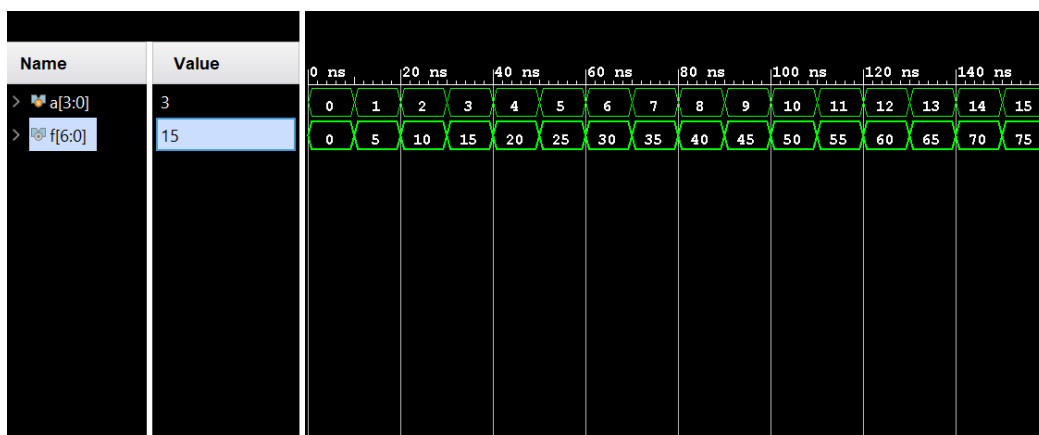 Name Value
0 ns 20 ns 40 ns 60 ns 80 ns 100 ns 120 ns 140 ns
a[3:0] 3 0 1 2 3 4 5 6 7 8 9 10 11 12 13 14 15
f[6:0] 15 0 5 10 15 20 25 30 35 40 45 50 55 60 65 70 75